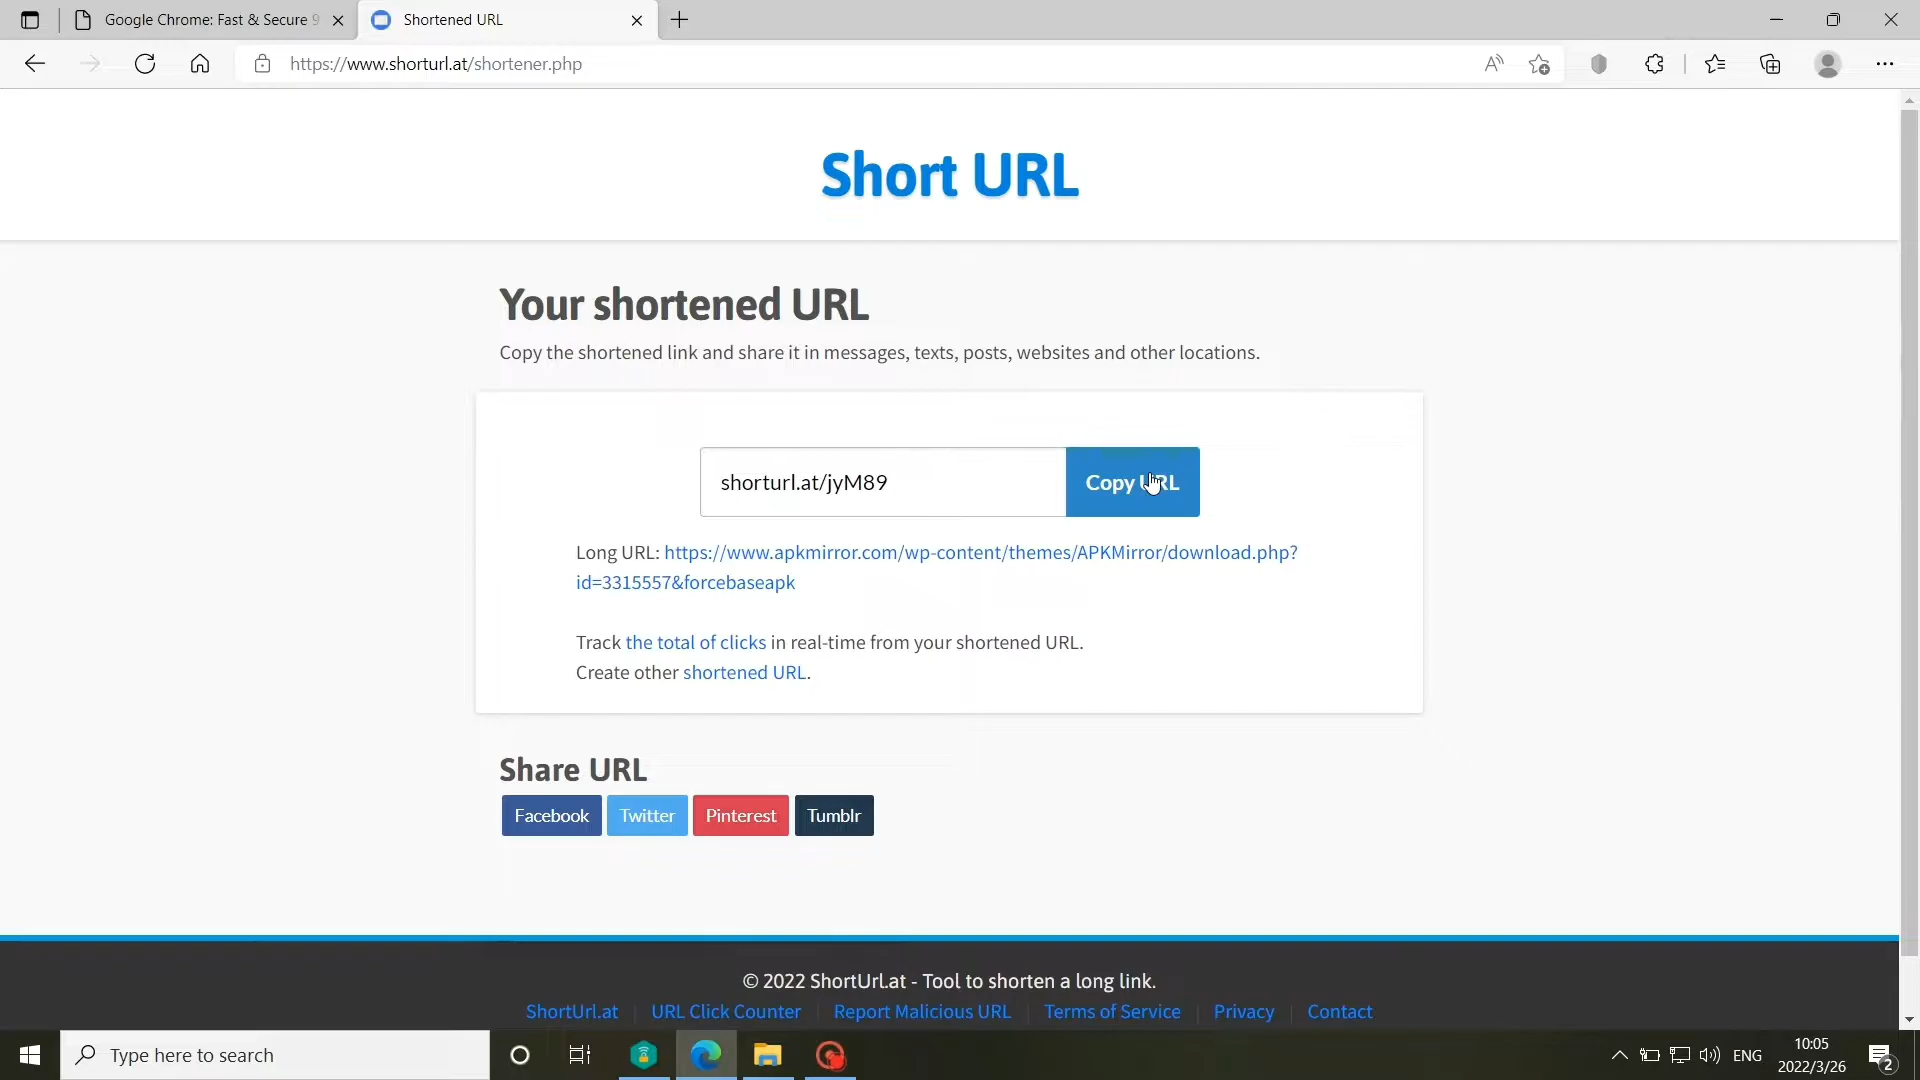 Google Chrome: Fast & Secure 9
Shortened URL
https://www.shorturl.at/shortener.php
Short URL
Your shortened URL
Copy the shortened link and share it in messages, texts, posts, websites and other locations.
shorturl.at/jyM89
Copy URL
Long URL: https://www.apkmirror.com/wp-content/themes/APKMirror/download.php?
id=3315557&forcebaseapk
Track the total of clicks in real-time from your shortened URL.
Create other shortened URL.
Share URL
Facebook Twitter Pinterest Tumblr
© 2022 ShortUrl.at - Tool to shorten a long link.
ShortUrl.at URL Click Counter Report Malicious URL Terms of Service Privacy Contact
Type here to search
ENG
10:05
2022/3/26
2